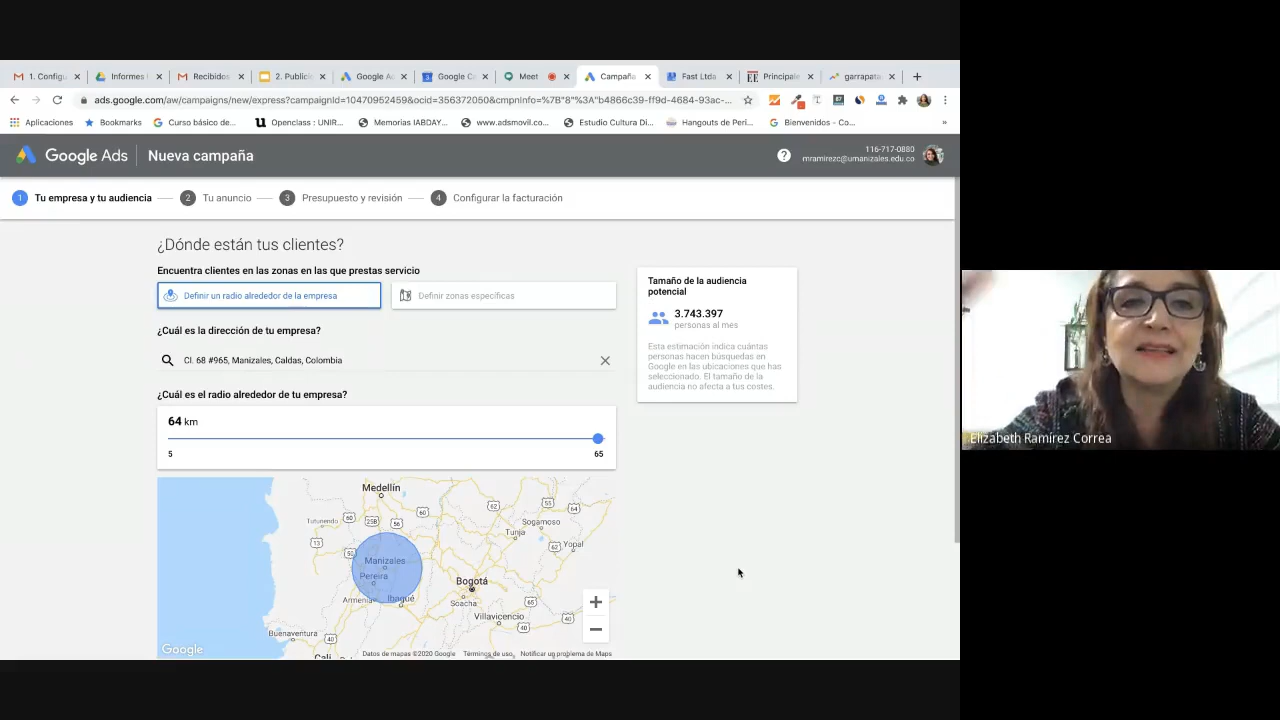 1. Configu
Informes
Recibidos
2. Publici
Google A
Google C
Meet
Campaña
Fast Ltda
Principale
garrapata
ads.google.com/aw/campaigns/new/express?campaignId=10470952459&ocid=356372050&cmpnInfo=%7B"8"%3A"b4866c39-ff9d-4684-93ac-...
Aplicaciones
Bookmarks
Curso básico de...
Openclass : UNIR...
Memorias IABDAY...
www.adsmovil.co...
Estudio Cultura Di...
Hangouts de Peri...
Bienvenidos - Co...
»
Google Ads
Nueva campaña
116-717-0880
mramirezc@umanizales.edu.co
1 Tu empresa y tu audiencia
2 Tu anuncio
3 Presupuesto y revisión
4 Configurar la facturación
¿Dónde están tus clientes?
Encuentra clientes en las zonas en las que prestas servicio
Definir un radio alrededor de la empresa
Definir zonas específicas
¿Cuál es la dirección de tu empresa?
Cl. 68 #965, Manizales, Caldas, Colombia
¿Cuál es el radio alrededor de tu empresa?
64 km
5
65
Tamaño de la audiencia
potencial
3.743.397
personas al mes
Esta estimación indica cuántas
personas hacen búsquedas en
Google en las ubicaciones que has
seleccionado. El tamaño de la
audiencia no afecta a tus costes.
Medellín
Tutunendo
Sogamoso
Tunja
Yopal
Manizales
Pereira
Armenia
Ibagué
Bogotá
Soacha
Villavicencio
Buenaventura
Cali
Google
Datos de mapas ©2020 Google
Términos de uso
Notificar un problema de Maps
Elizabeth Ramírez Correa